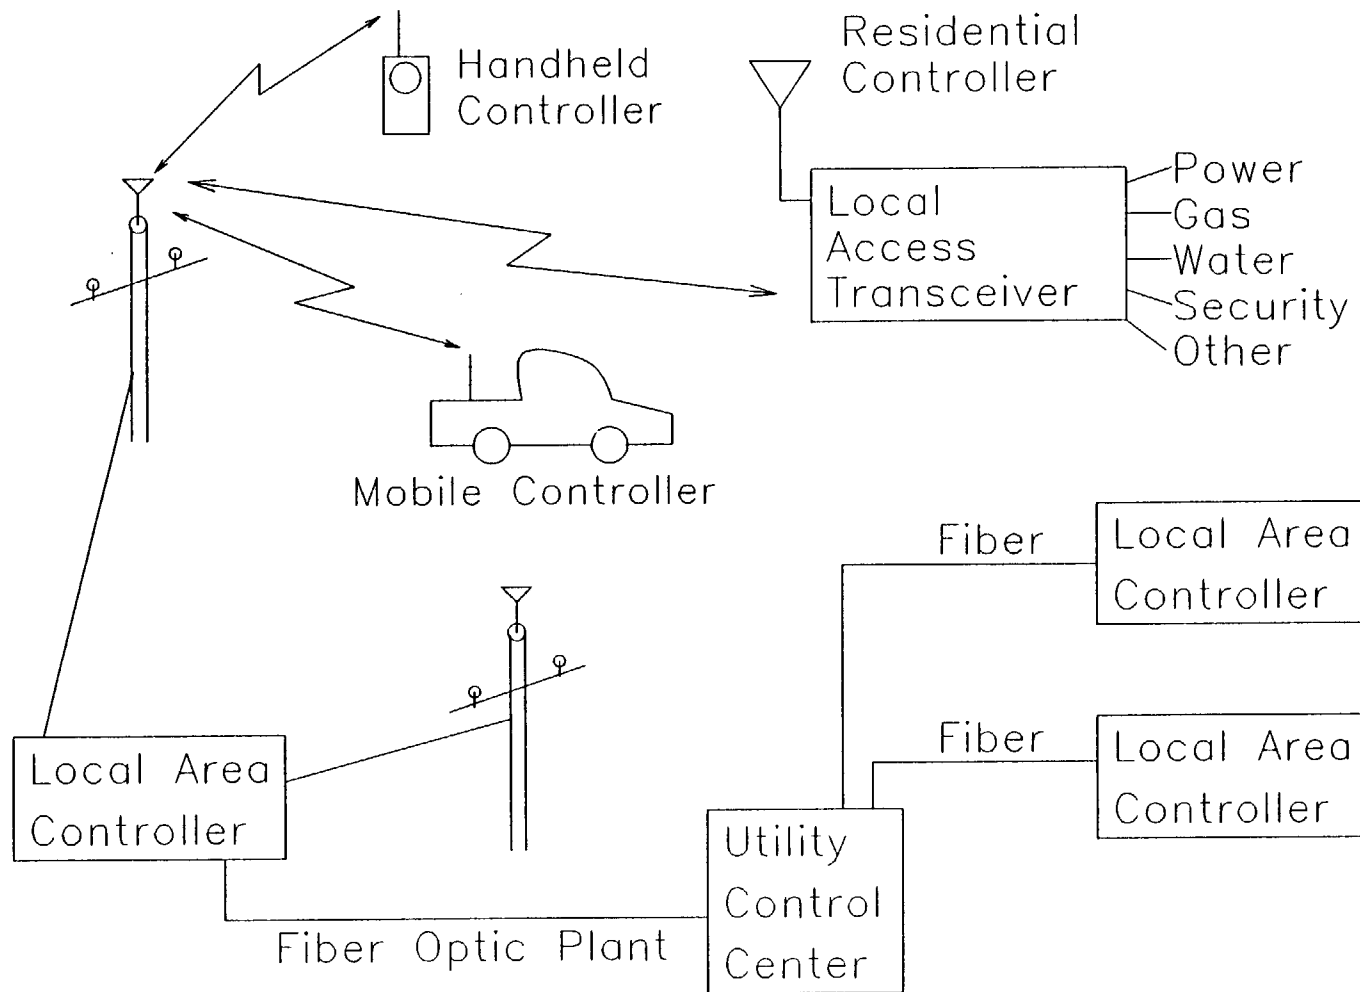 Handheld
Controller
Residential
Controller
Local
Access
Transceiver
Power
Gas
Water
Security
Other
Mobile Controller
Fiber
Local Area
Controller
Fiber
Local Area
Controller
Local Area
Controller
Utility
Control
Center
Fiber Optic Plant